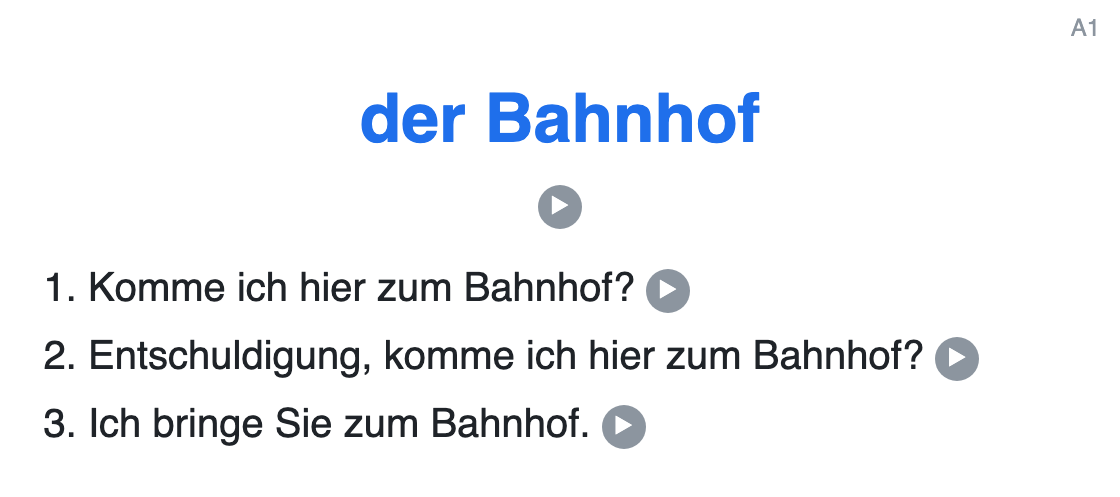 A1
der Bahnhof
1. Komme ich hier zum Bahnhof?
2. Entschuldigung, komme ich hier zum Bahnhof?
3. Ich bringe Sie zum Bahnhof.